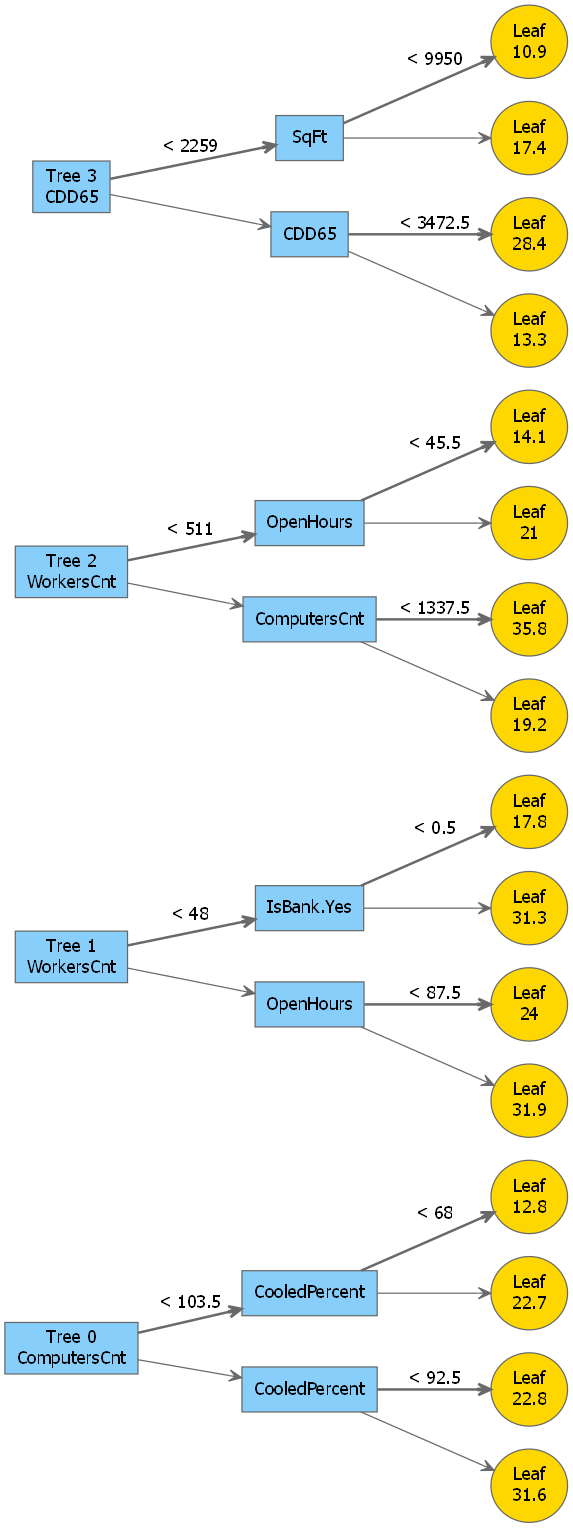 Leaf
10.9
< 9950
SqFt
Leaf
17.4
< 2259
Tree 3
CDD65
< 3472.5
Leaf
28.4
CDD65
Leaf
13.3
Leaf
14.1
< 45.5
OpenHours
Leaf
21
< 511
Tree 2
WorkersCnt
< 1337.5
Leaf
35.8
ComputersCnt
Leaf
19.2
Leaf
17.8
< 0.5
IsBank.Yes
Leaf
31.3
< 48
Tree 1
WorkersCnt
< 87.5
Leaf
24
OpenHours
Leaf
31.9
Leaf
12.8
< 68
CooledPercent
Leaf
22.7
< 103.5
Tree 0
ComputersCnt
< 92.5
Leaf
22.8
CooledPercent
Leaf
31.6